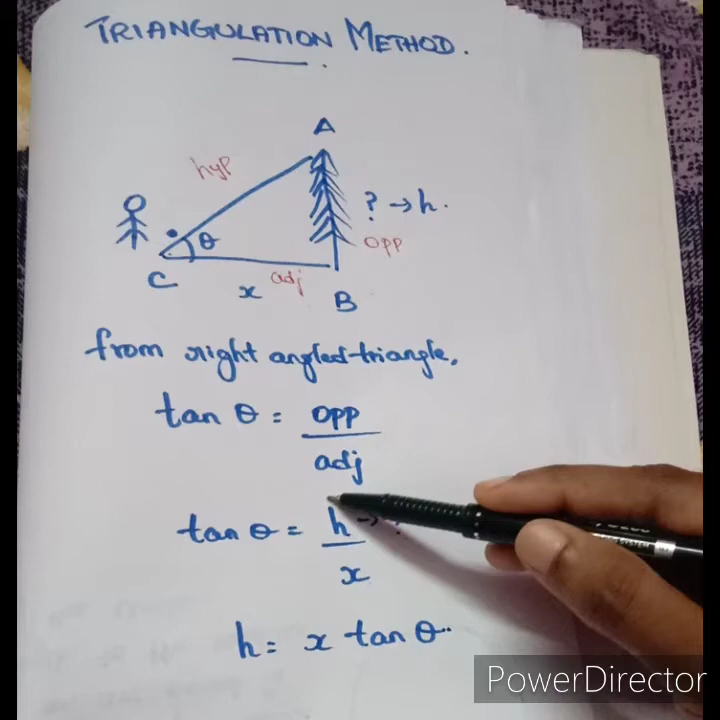 TRIANGULATION METHOD.
A
hyp
? → h.
θ
opp
C
adj
x
B
from right angled triangle,
tan θ = opp
adj
tan θ = h → ?
x
h = x tan θ
PowerDirector